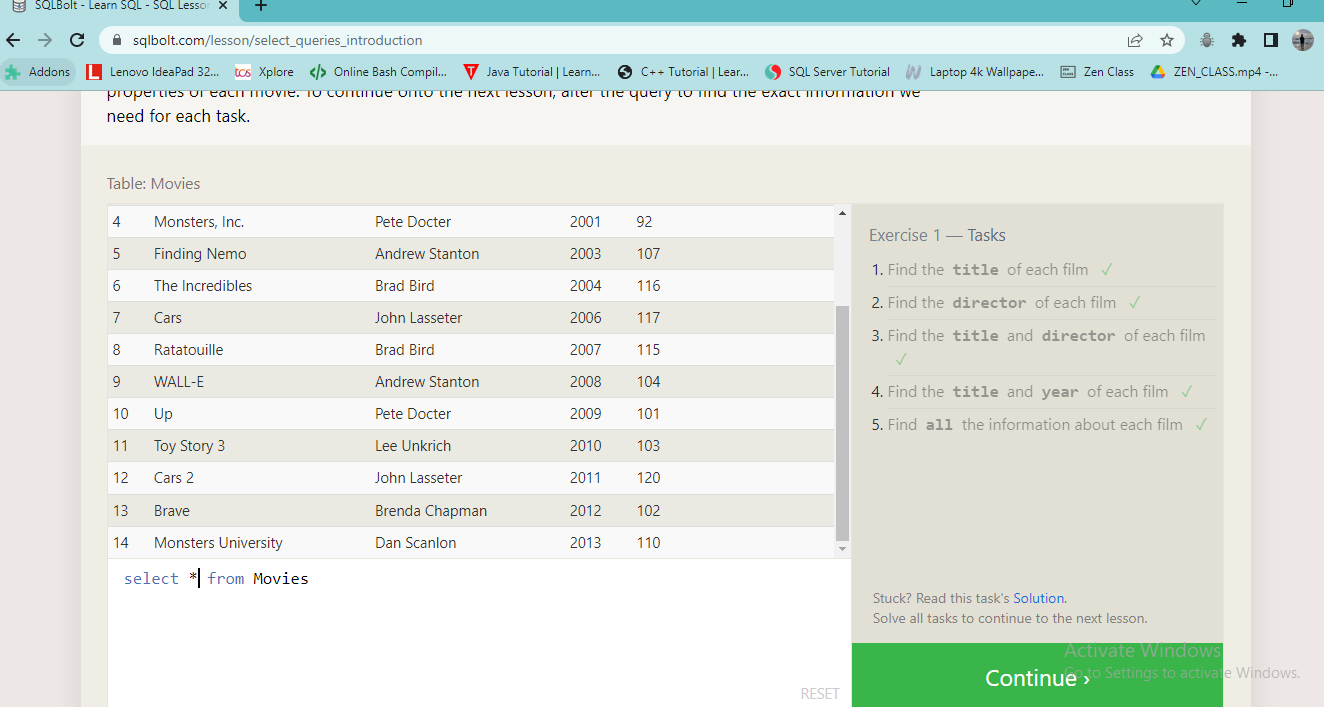 SQLBolt - Learn SQL - SQL Lesson
sqlbolt.com/lesson/select_queries_introduction
Addons Lenovo IdeaPad 32... tcs Xplore Online Bash Compil... Java Tutorial | Learn... C++ Tutorial | Lear... SQL Server Tutorial Laptop 4k Wallpape... Zen Class ZEN_CLASS.mp4 -...
properties of each movie. To continue onto the next lesson, alter the query to find the exact information we
need for each task.
Table: Movies
4 Monsters, Inc. Pete Docter 2001 92
5 Finding Nemo Andrew Stanton 2003 107
6 The Incredibles Brad Bird 2004 116
7 Cars John Lasseter 2006 117
8 Ratatouille Brad Bird 2007 115
9 WALL-E Andrew Stanton 2008 104
10 Up Pete Docter 2009 101
11 Toy Story 3 Lee Unkrich 2010 103
12 Cars 2 John Lasseter 2011 120
13 Brave Brenda Chapman 2012 102
14 Monsters University Dan Scanlon 2013 110
select * from Movies
RESET
Exercise 1 — Tasks
1. Find the title of each film ✓
2. Find the director of each film ✓
3. Find the title and director of each film
✓
4. Find the title and year of each film ✓
5. Find all the information about each film ✓
Stuck? Read this task's Solution.
Solve all tasks to continue to the next lesson.
Continue ›
Activate Windows
Go to Settings to activate Windows.